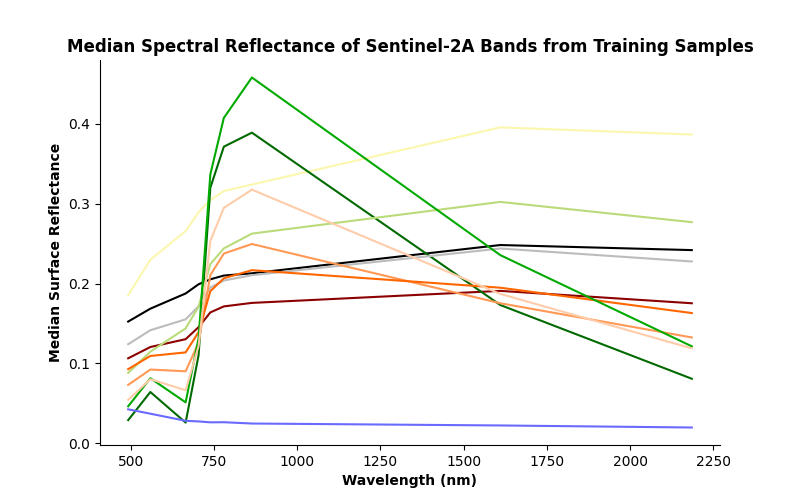 Median Spectral Reflectance of Sentinel-2A Bands from Training Samples
Median Surface Reflectance
0.4
0.3
0.2
0.1
0.0
500 750 1000 1250 1500 1750 2000 2250
Wavelength (nm)